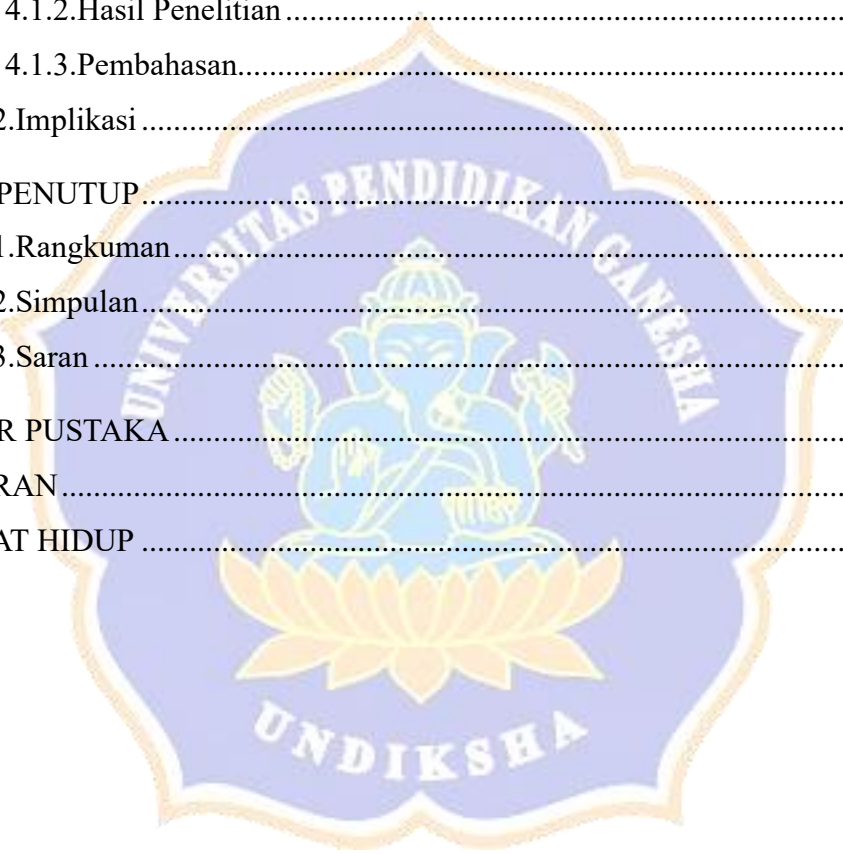 4.1.2.Hasil Penelitian ..............................................................
4.1.3.Pembahasan....................................................................
2.Implikasi ..............................................................................
PENUTUP..................................................................................
1.Rangkuman..........................................................................
2.Simpulan..............................................................................
3.Saran ....................................................................................
R PUSTAKA..............................................................................
RAN...........................................................................................
AT HIDUP ................................................................................
UNIVERSITAS PENDIDIKAN GANESHA
UNDIKSHA